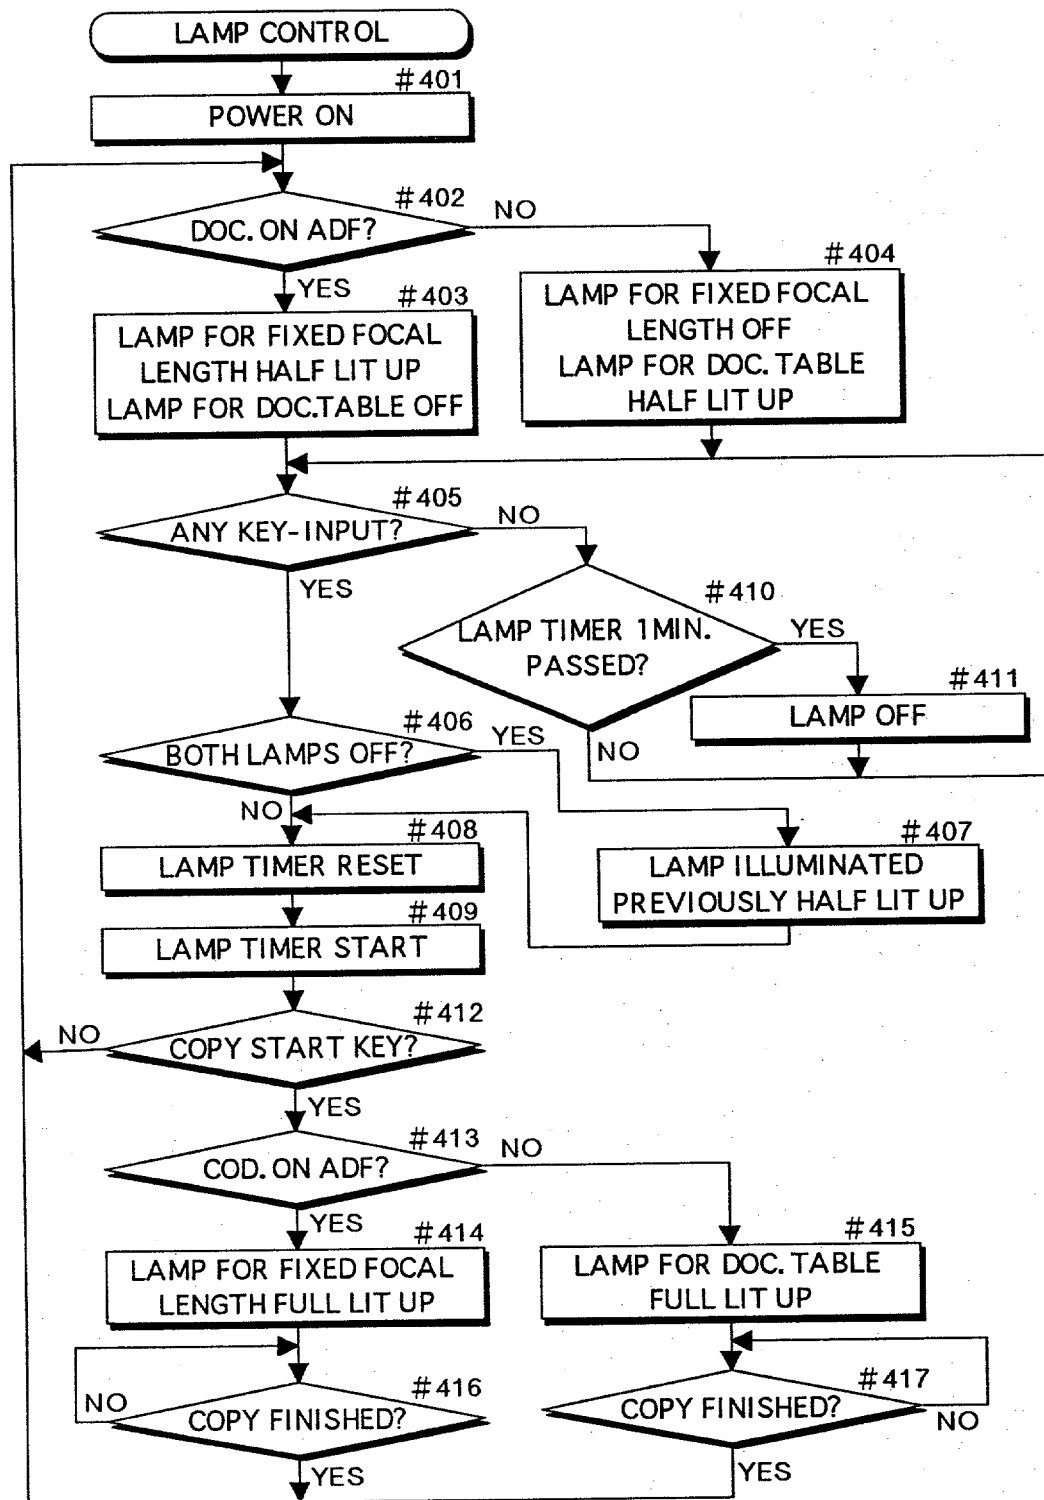 LAMP CONTROL
#401
POWER ON
#402
DOC. ON ADF?
NO
YES
#403
LAMP FOR FIXED FOCAL
LENGTH HALF LIT UP
LAMP FOR DOC.TABLE OFF
#404
LAMP FOR FIXED FOCAL
LENGTH OFF
LAMP FOR DOC. TABLE
HALF LIT UP
#405
ANY KEY-INPUT?
NO
YES
#410
LAMP TIMER 1MIN.
PASSED?
YES
NO
#411
LAMP OFF
#406
BOTH LAMPS OFF?
YES
NO
#407
LAMP ILLUMINATED
PREVIOUSLY HALF LIT UP
#408
LAMP TIMER RESET
#409
LAMP TIMER START
#412
COPY START KEY?
NO
YES
#413
COD. ON ADF?
NO
YES
#414
LAMP FOR FIXED FOCAL
LENGTH FULL LIT UP
#415
LAMP FOR DOC. TABLE
FULL LIT UP
#416
COPY FINISHED?
NO
YES
#417
COPY FINISHED?
NO
YES